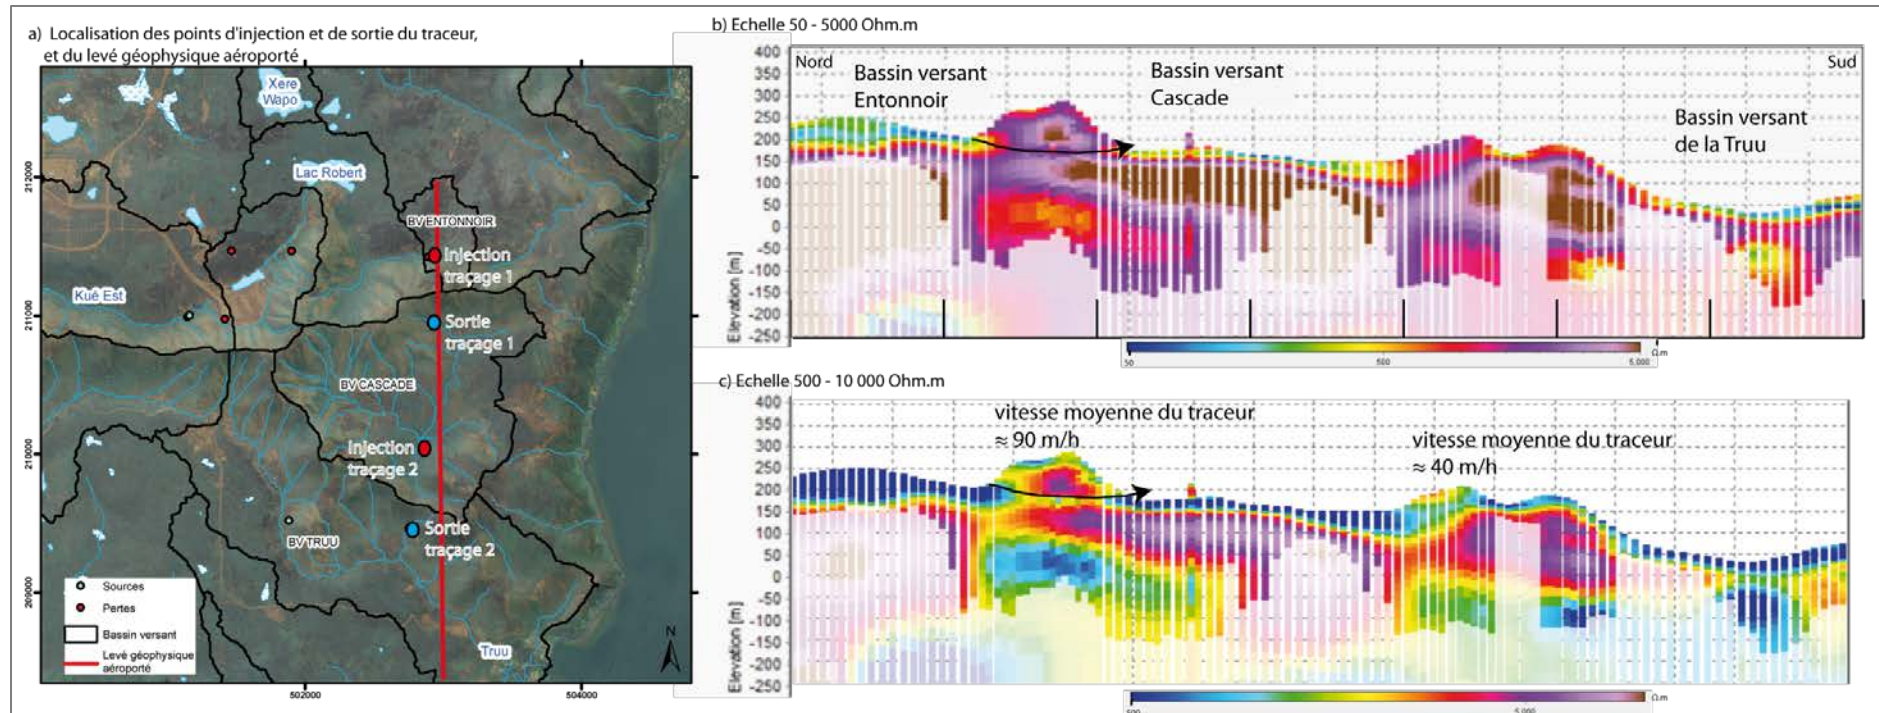 a) Localisation des points d'injection et de sortie du traceur,
et du levé géophysique aéroporté
Xere
Wapo
Lac Robert
212000
BV ENTONNOIR
Injection
traçage 1
Kué Est
211000
Sortie
traçage 1
BV CASCADE
Injection
traçage 2
210000
Sortie
traçage 2
BV TRUU
Sources
Pertes
Bassin versant
Levé géophysique
aéroporté
209000
Truu
N
502000
504000
b) Echelle 50 - 5000 Ohm.m
400
350
300
250
200
150
100
50
0
-50
-100
-150
-200
-250
Elevation [m]
Nord
Sud
Bassin versant
Entonnoir
Bassin versant
Cascade
Bassin versant
de la Truu
50
500
5,000
Ω.m
c) Echelle 500 - 10 000 Ohm.m
400
350
300
250
200
150
100
50
0
-50
-100
-150
-200
-250
Elevation [m]
vitesse moyenne du traceur
≈ 90 m/h
vitesse moyenne du traceur
≈ 40 m/h
500
5,000
Ω.m